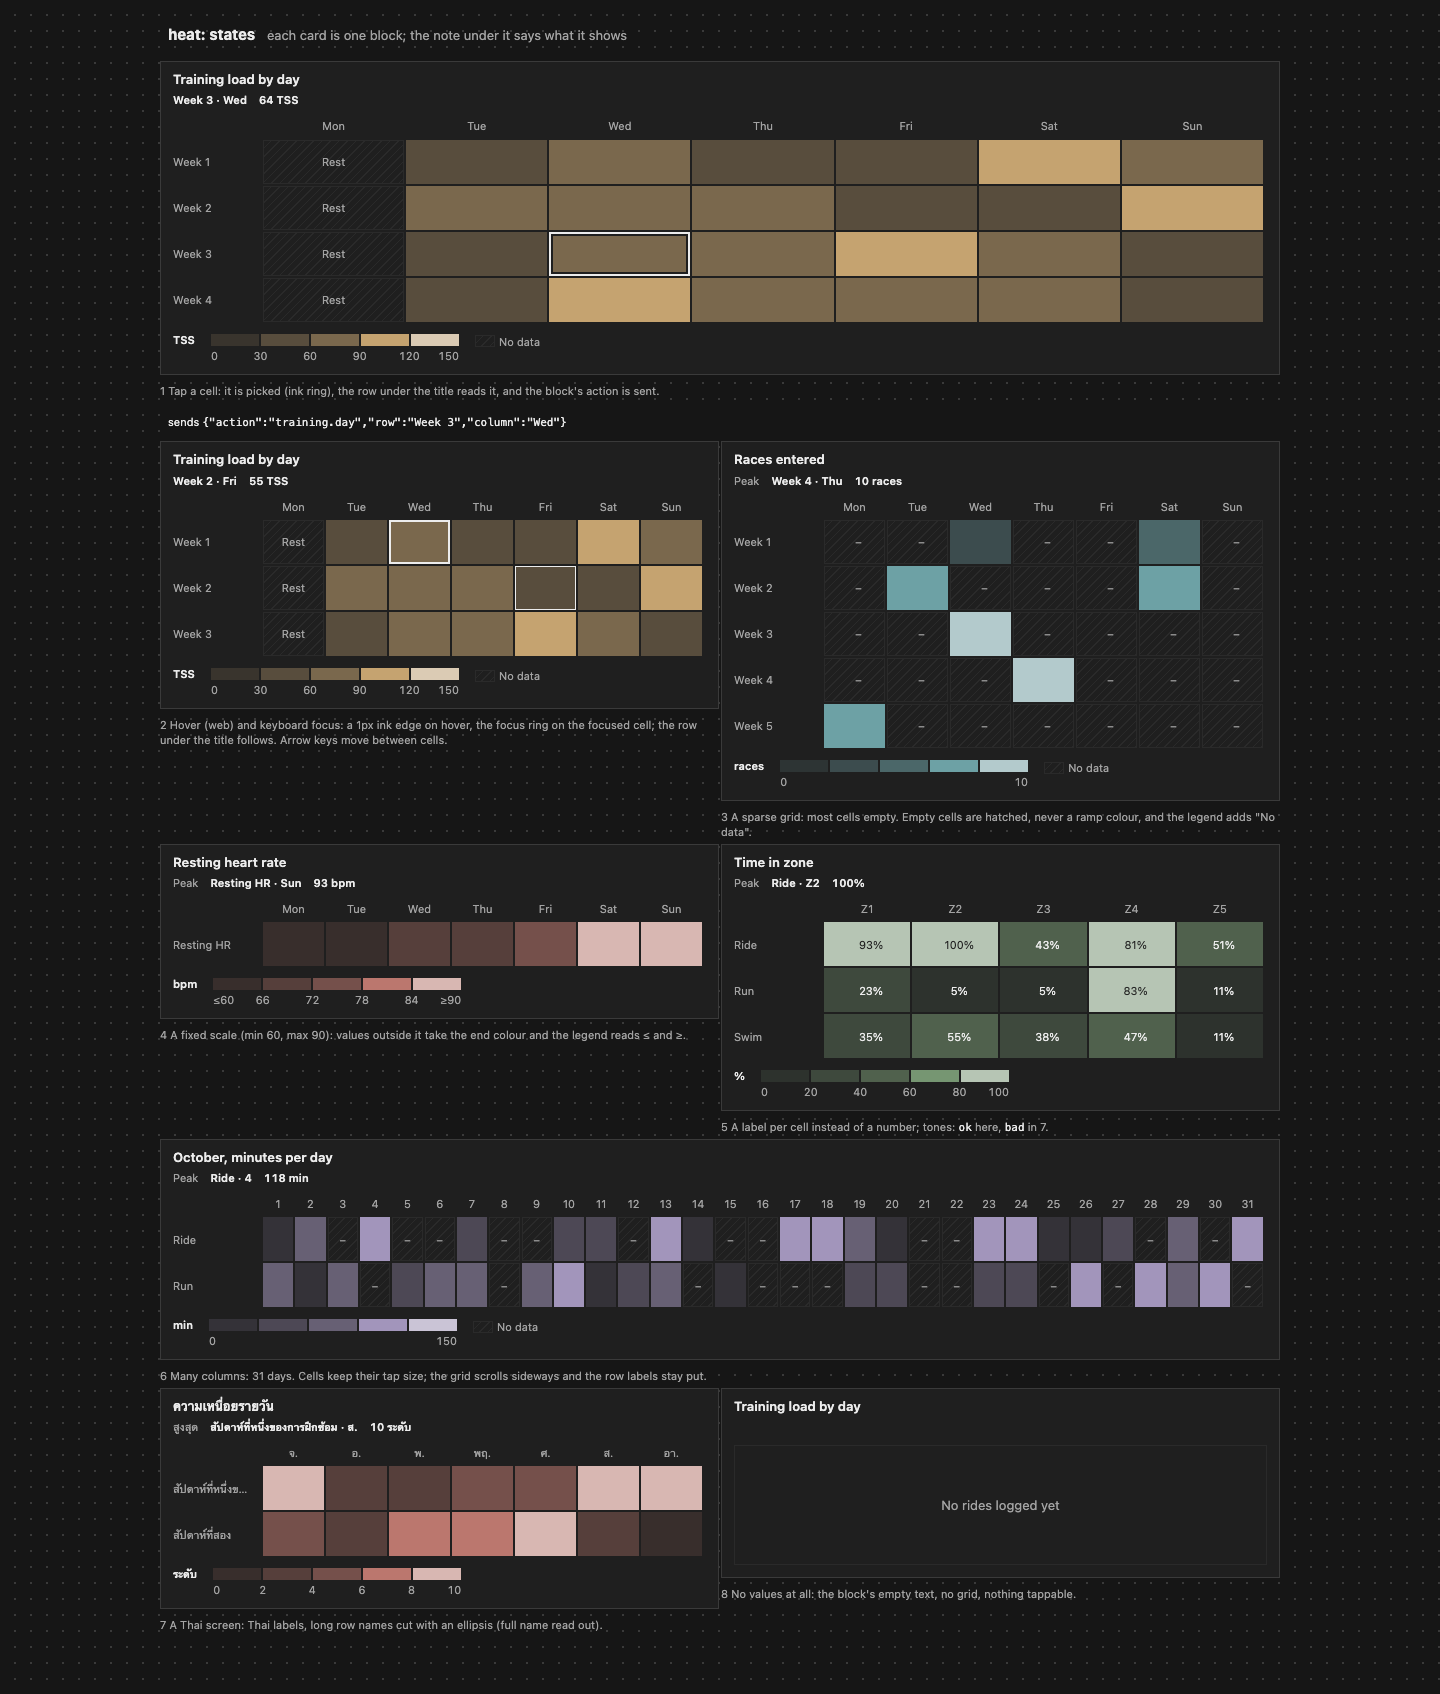 heat: states each card is one block; the note under it says what it shows
Training load by day
Week 3 · Wed 64 TSS
Mon Tue Wed Thu Fri Sat Sun
Week 1 Rest
Week 2 Rest
Week 3 Rest
Week 4 Rest
TSS No data
0 30 60 90 120 150
1 Tap a cell: it is picked (ink ring), the row under the title reads it, and the block's action is sent.
sends {"action":"training.day","row":"Week 3","column":"Wed"}
Training load by day
Week 2 · Fri 55 TSS
Mon Tue Wed Thu Fri Sat Sun
Week 1 Rest
Week 2 Rest
Week 3 Rest
TSS No data
0 30 60 90 120 150
2 Hover (web) and keyboard focus: a 1px ink edge on hover, the focus ring on the focused cell; the row
under the title follows. Arrow keys move between cells.
Races entered
Peak Week 4 · Thu 10 races
Mon Tue Wed Thu Fri Sat Sun
Week 1 – – – – –
Week 2 – – – – –
Week 3 – – – – – –
Week 4 – – – – – –
Week 5 – – – – – –
races No data
0 10
3 A sparse grid: most cells empty. Empty cells are hatched, never a ramp colour, and the legend adds "No
data".
Resting heart rate
Peak Resting HR · Sun 93 bpm
Mon Tue Wed Thu Fri Sat Sun
Resting HR
bpm
≤60 66 72 78 84 ≥90
4 A fixed scale (min 60, max 90): values outside it take the end colour and the legend reads ≤ and ≥.
Time in zone
Peak Ride · Z2 100%
Z1 Z2 Z3 Z4 Z5
Ride 93% 100% 43% 81% 51%
Run 23% 5% 5% 83% 11%
Swim 35% 55% 38% 47% 11%
%
0 20 40 60 80 100
5 A label per cell instead of a number; tones: ok here, bad in 7.
October, minutes per day
Peak Ride · 4 118 min
1 2 3 4 5 6 7 8 9 10 11 12 13 14 15 16 17 18 19 20 21 22 23 24 25 26 27 28 29 30 31
Ride – – – – – – – – – – – –
Run – – – – – – – – – – –
min No data
0 150
6 Many columns: 31 days. Cells keep their tap size; the grid scrolls sideways and the row labels stay put.
ความเหนื่อยรายวัน
สูงสุด สัปดาห์ที่หนึ่งของการฝึกซ้อม · ส. 10 ระดับ
จ. อ. พ. พฤ. ศ. ส. อา.
สัปดาห์ที่หนึ่งข...
สัปดาห์ที่สอง
ระดับ
0 2 4 6 8 10
7 A Thai screen: Thai labels, long row names cut with an ellipsis (full name read out).
Training load by day
No rides logged yet
8 No values at all: the block's empty text, no grid, nothing tappable.